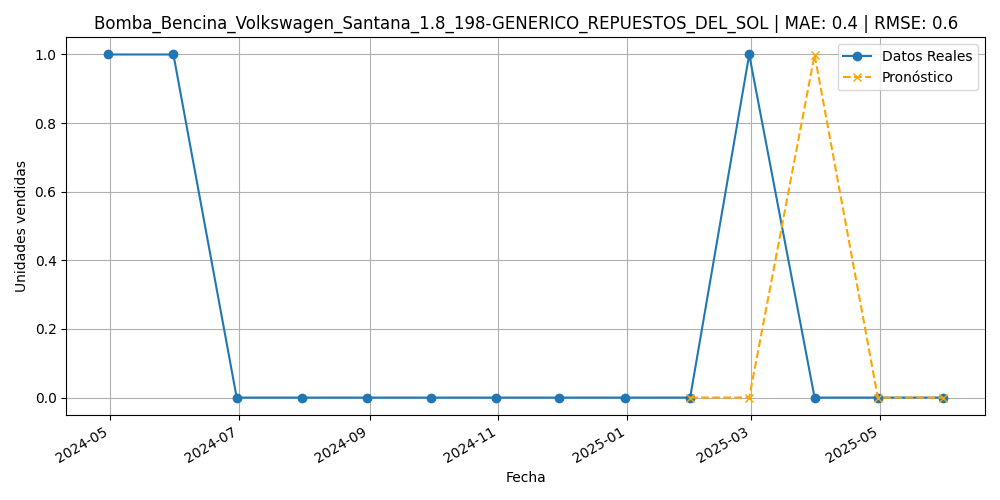 Bomba_Bencina_Volkswagen_Santana_1.8_198-GENERICO_REPUESTOS_DEL_SOL | MAE: 0.4 | RMSE: 0.6
Datos Reales
Pronóstico
Unidades vendidas
1.0
0.8
0.6
0.4
0.2
0.0
2024-05
2024-07
2024-09
2024-11
2025-01
2025-03
2025-05
Fecha